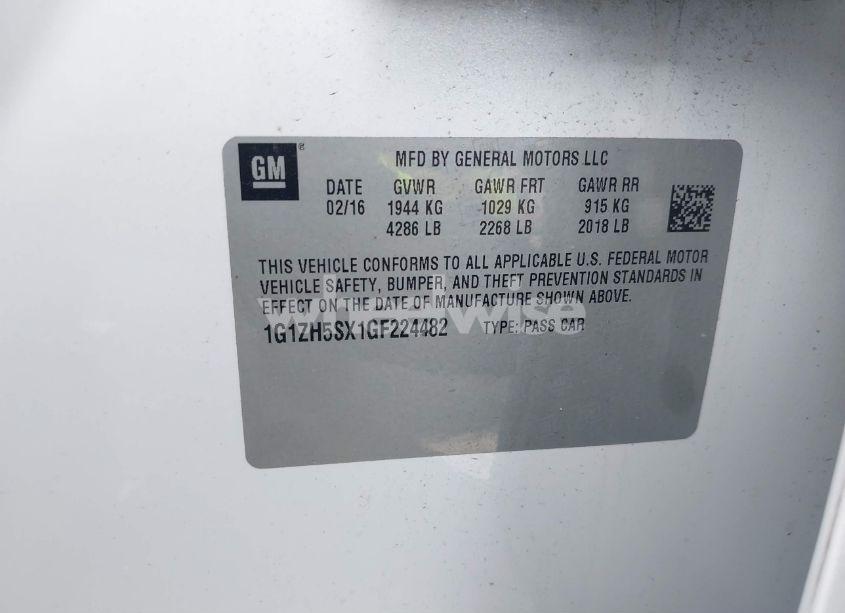 GM ®
MFD BY GENERAL MOTORS LLC
DATE GVWR GAWR FRT GAWR RR
02/16 1944 KG 1029 KG 915 KG
4286 LB 2268 LB 2018 LB
THIS VEHICLE CONFORMS TO ALL APPLICABLE U.S. FEDERAL MOTOR
VEHICLE SAFETY, BUMPER, AND THEFT PREVENTION STANDARDS IN
EFFECT ON THE DATE OF MANUFACTURE SHOWN ABOVE.
1G1ZH5SX1GF224482 TYPE: PASS CAR
wheelwise